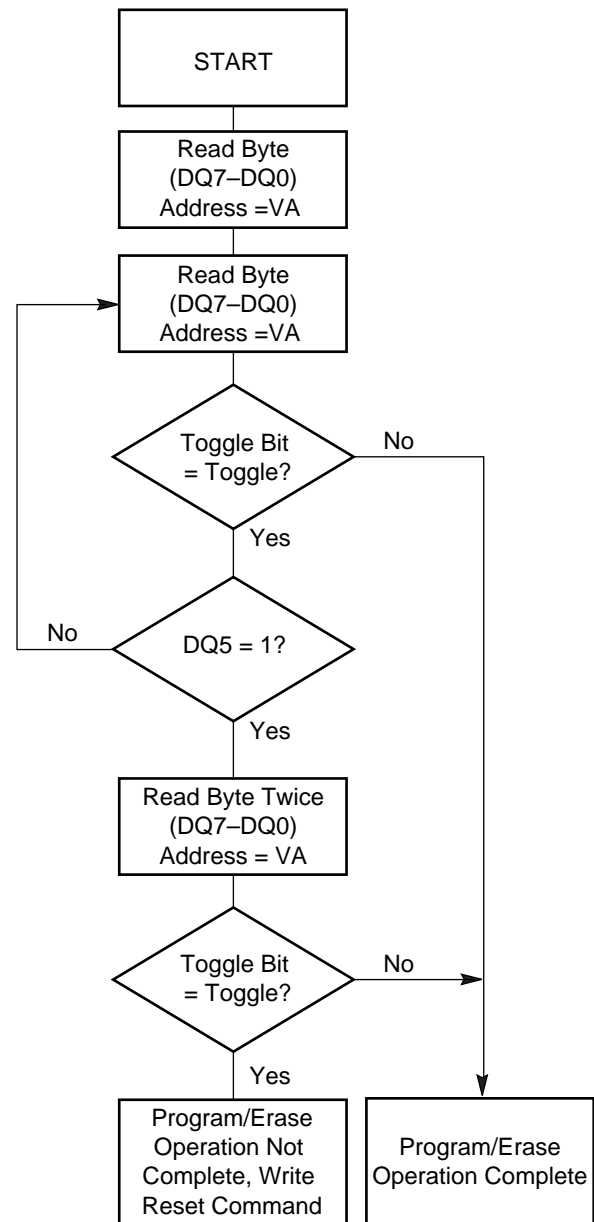 START
Read Byte
(DQ7–DQ0)
Address =VA
Read Byte
(DQ7–DQ0)
Address =VA
Toggle Bit
= Toggle?
No
Yes
No
DQ5 = 1?
Yes
Read Byte Twice
(DQ7–DQ0)
Address = VA
Toggle Bit
= Toggle?
No
Yes
Program/Erase
Operation Not
Complete, Write
Reset Command
Program/Erase
Operation Complete